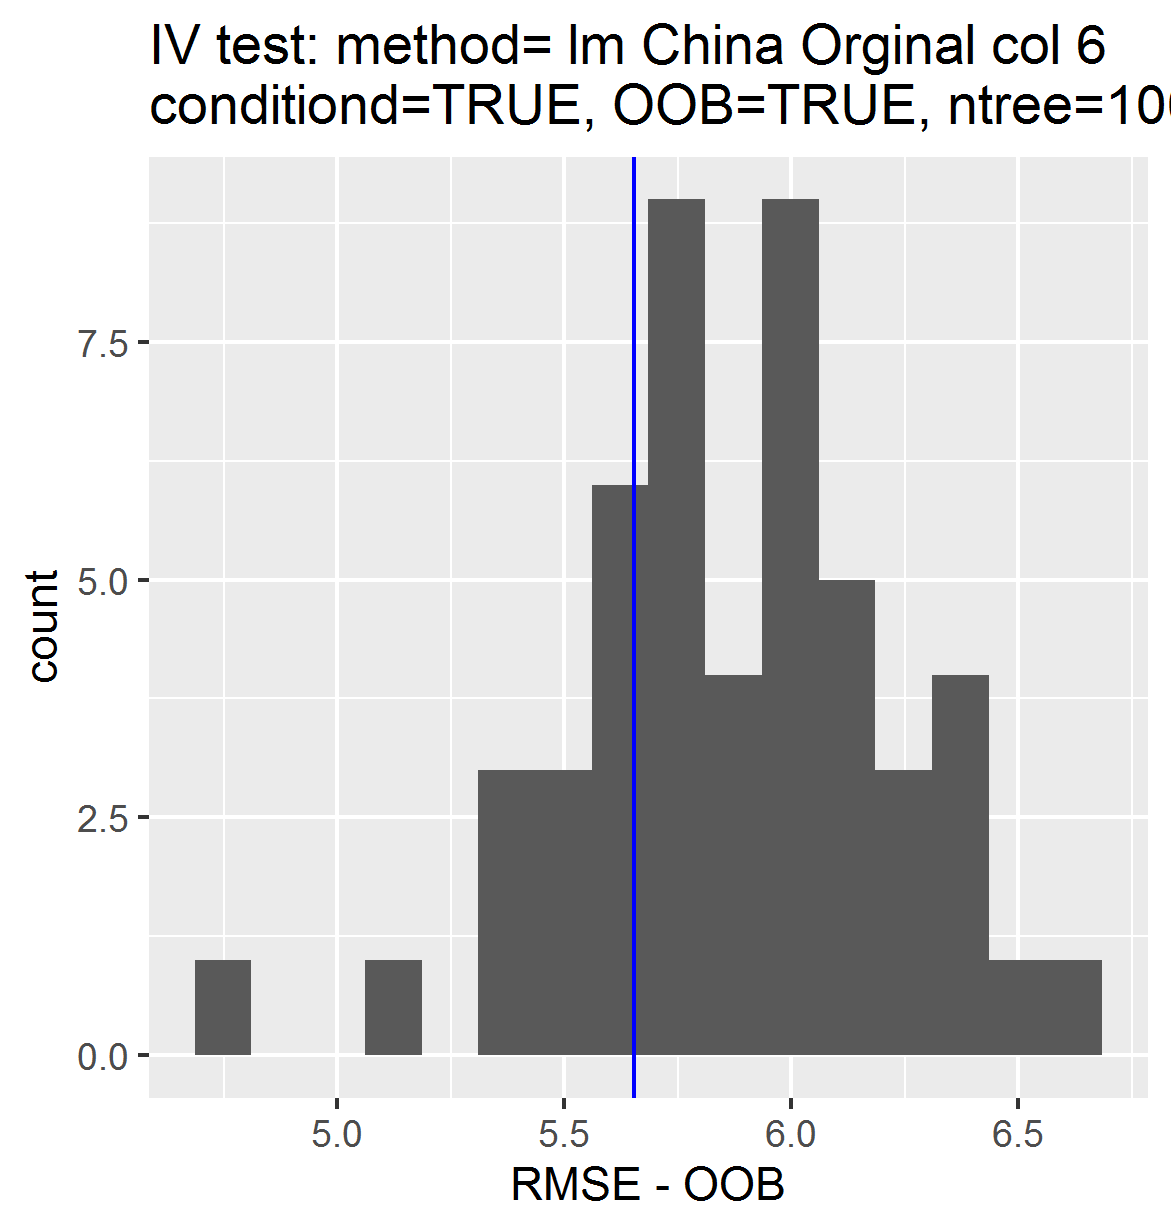 IV test: method= lm China Orginal col 6
conditiond=TRUE, OOB=TRUE, ntree=100
count
7.5
5.0
2.5
0.0
5.0 5.5 6.0 6.5
RMSE - OOB